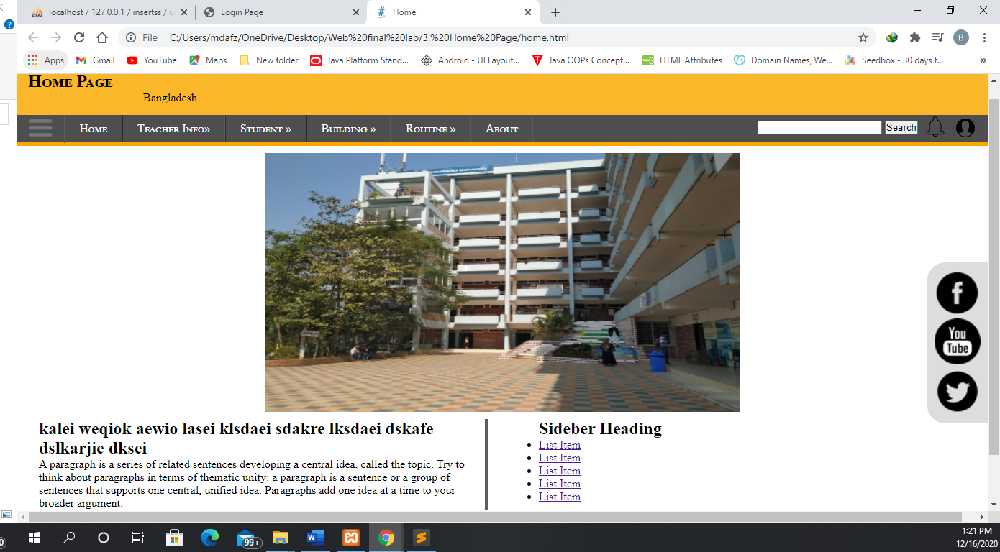 localhost / 127.0.0.1 / insertss / u
Login Page
Home
File
C:/Users/mdafz/OneDrive/Desktop/Web%20final%20lab/3.%20Home%20Page/home.html
B
Apps
Gmail
YouTube
Maps
New folder
Java Platform Stand...
Android - UI Layout...
Java OOPs Concept...
HTML Attributes
Domain Names, We...
Seedbox - 30 days t...
»
Home Page
Bangladesh
Home
Teacher Info»
Student »
Building »
Routine »
About
Search
International University
You
Tube
kalei weqiok aewio lasei klsdaei sdakre lksdaei dskafe
dslkarjie dksei
A paragraph is a series of related sentences developing a central idea, called the topic. Try to
think about paragraphs in terms of thematic unity: a paragraph is a sentence or a group of
sentences that supports one central, unified idea. Paragraphs add one idea at a time to your
broader argument.
Sideber Heading
List Item
List Item
List Item
List Item
List Item
99+
1:21 PM
12/16/2020